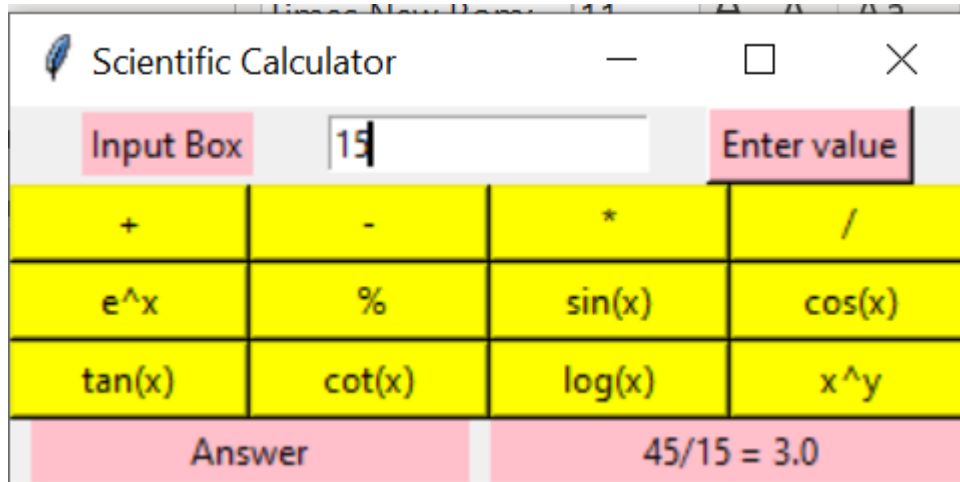 Scientific Calculator
Input Box 15 Enter value
+ - * /
e^x % sin(x) cos(x)
tan(x) cot(x) log(x) x^y
Answer 45/15 = 3.0